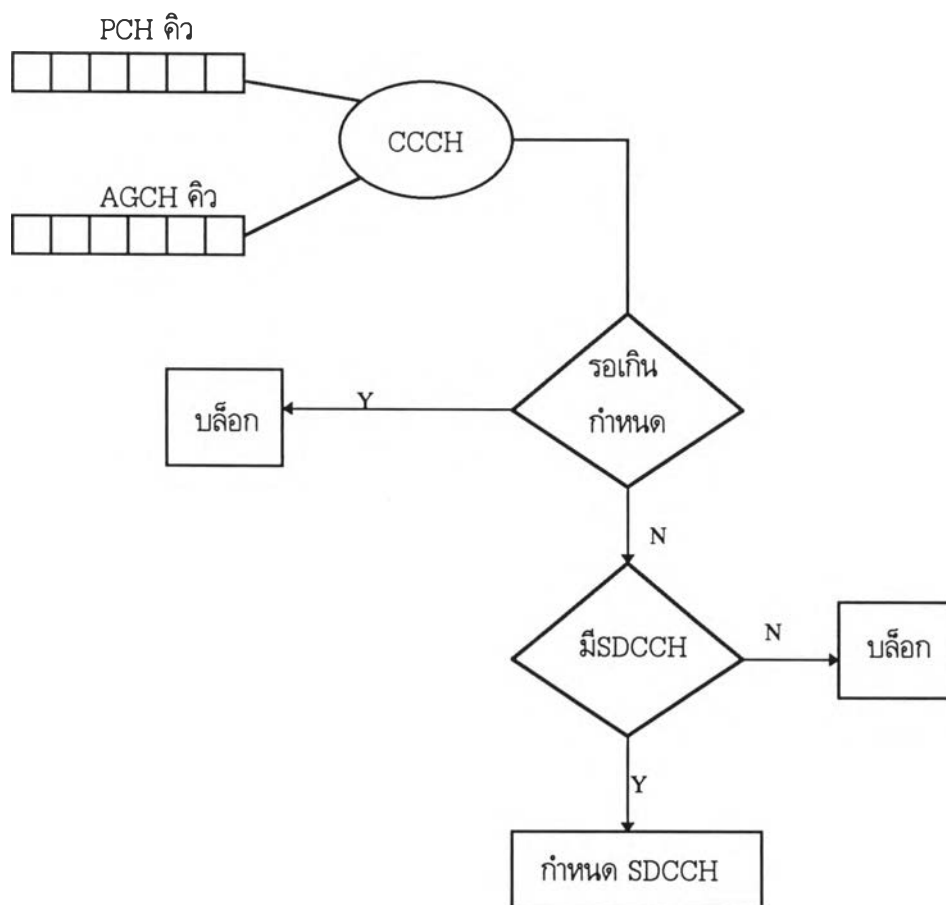 PCH คิว
CCCH
AGCH คิว
รอเกิน
กำหนด
Y
บล็อก
N
มีSDCCH
N
บล็อก
Y
กำหนด SDCCH